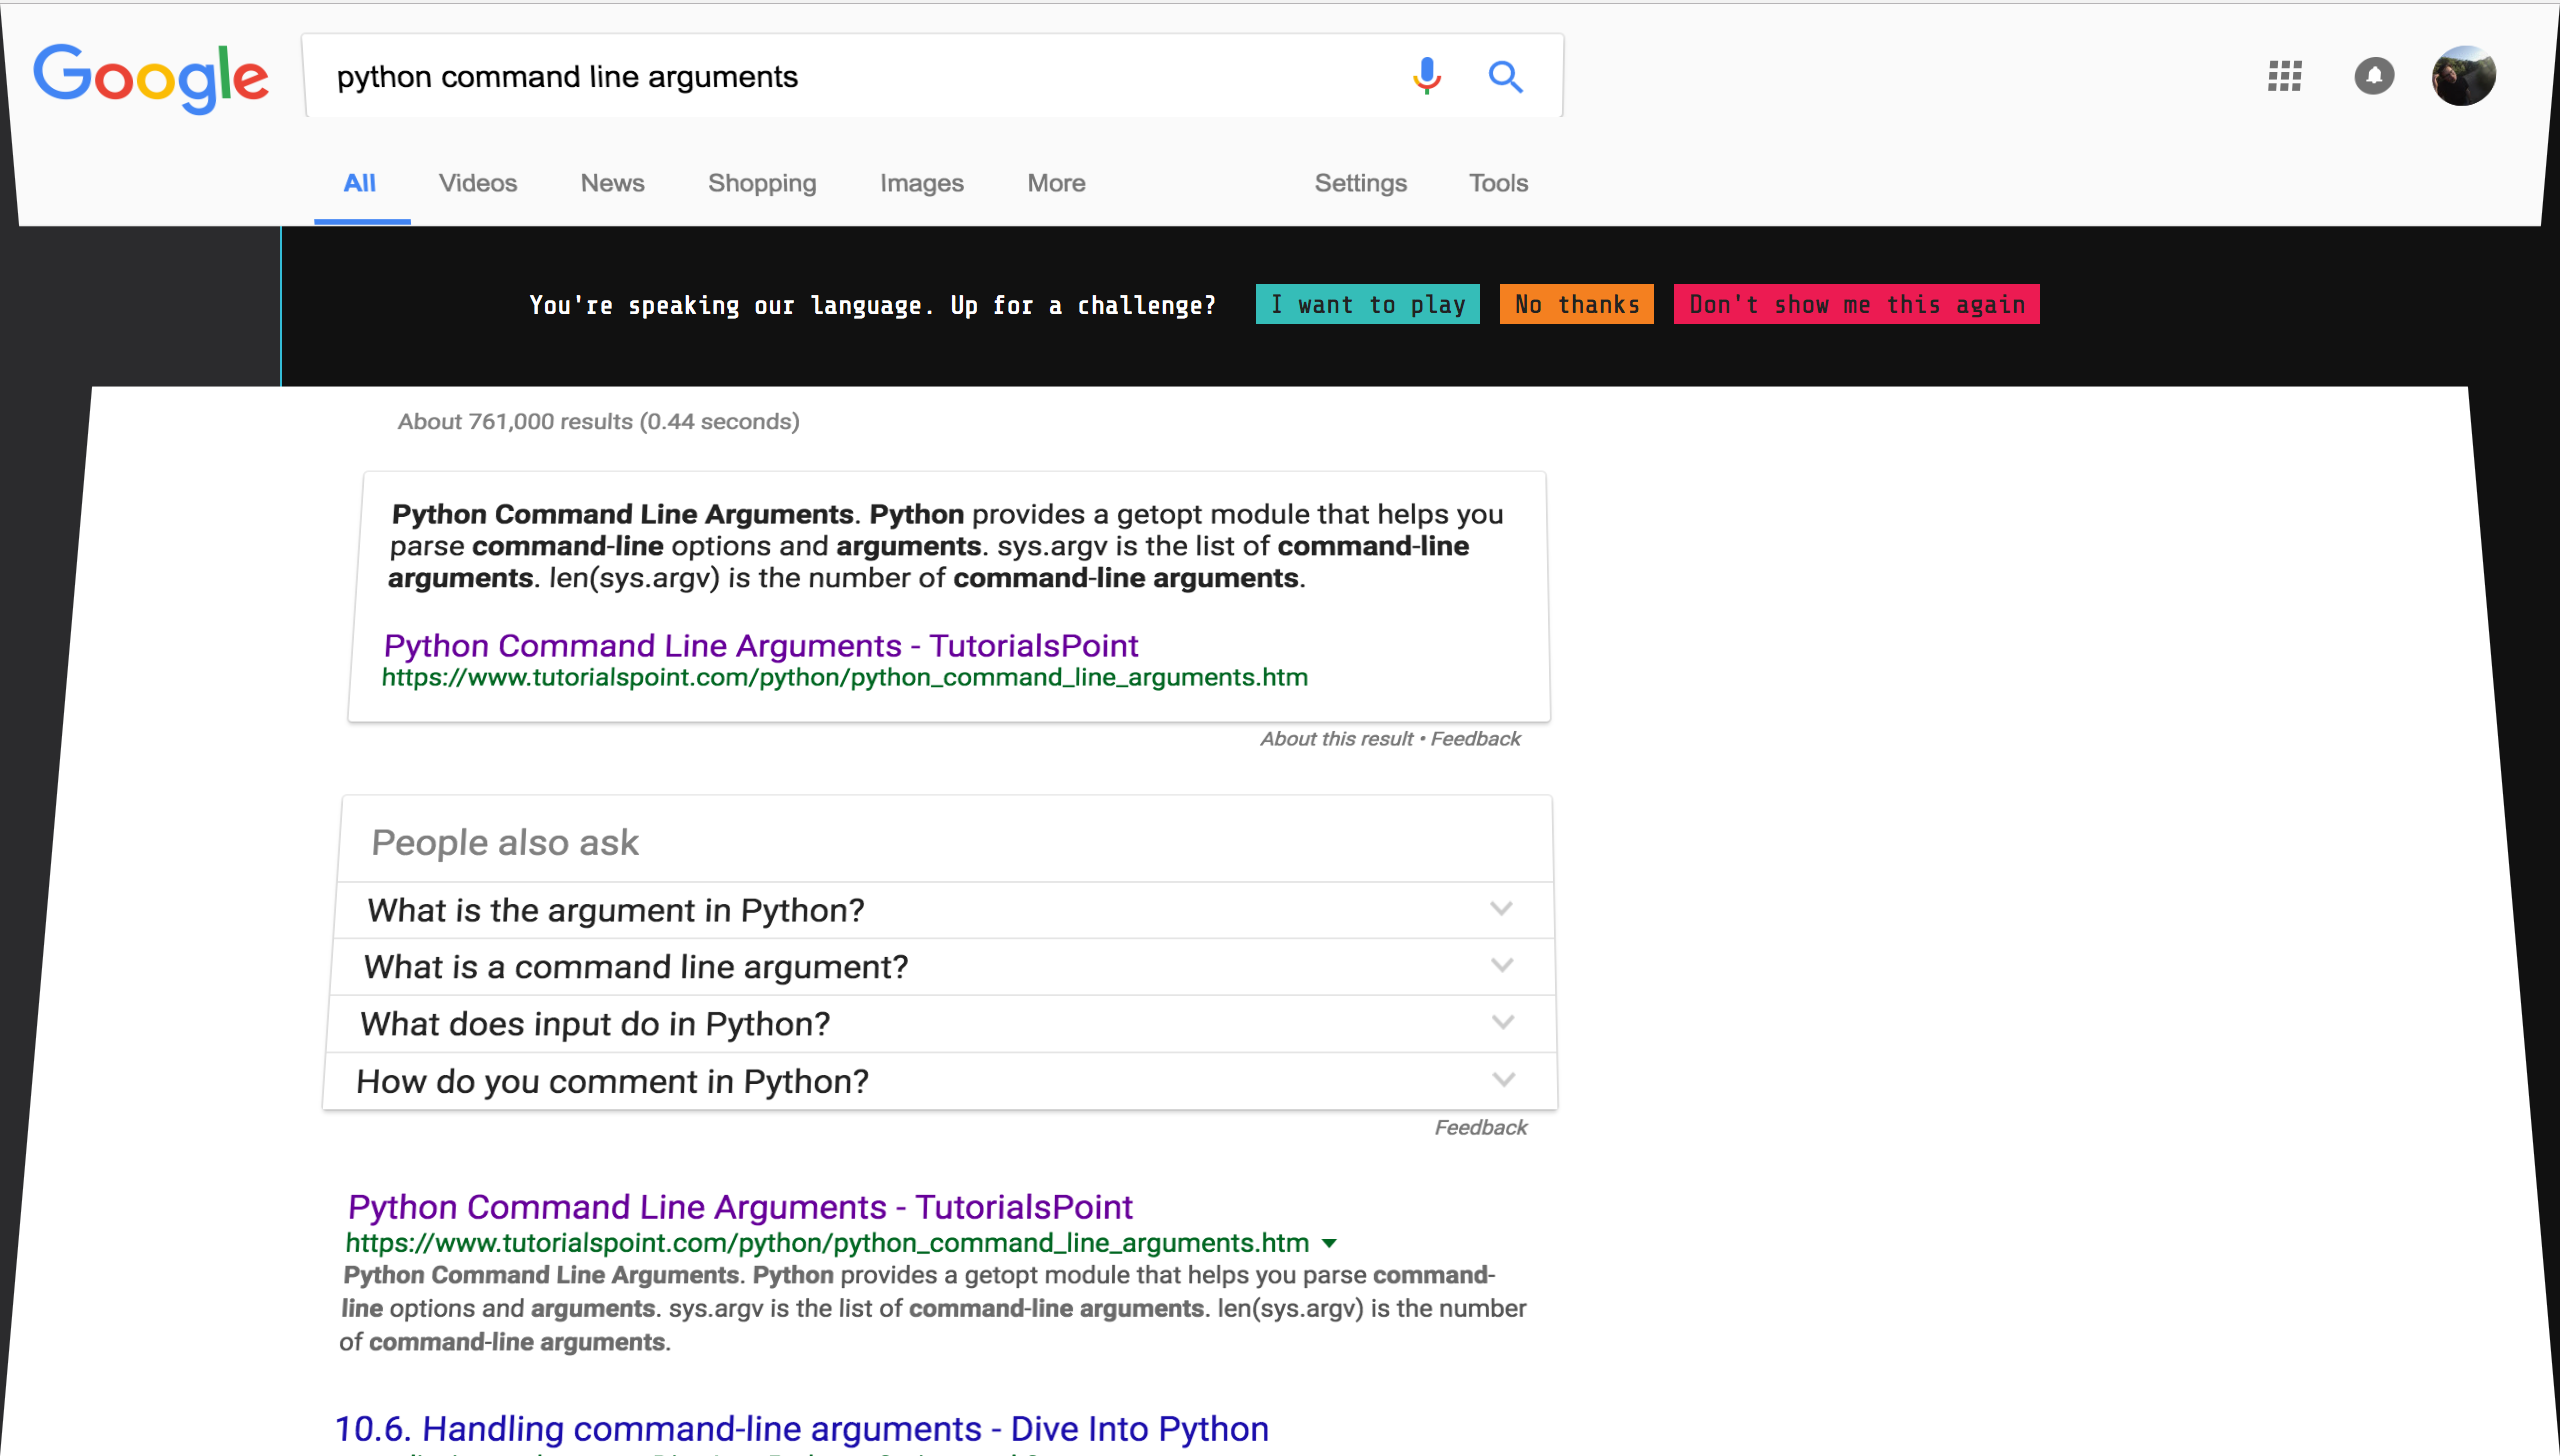 Google
python command line arguments
All Videos News Shopping Images More Settings Tools
You're speaking our language. Up for a challenge? I want to play No thanks Don't show me this again
About 761,000 results (0.44 seconds)
Python Command Line Arguments. Python provides a getopt module that helps you
parse command-line options and arguments. sys.argv is the list of command-line
arguments. len(sys.argv) is the number of command-line arguments.
Python Command Line Arguments - TutorialsPoint
https://www.tutorialspoint.com/python/python_command_line_arguments.htm
About this result • Feedback
People also ask
What is the argument in Python?
What is a command line argument?
What does input do in Python?
How do you comment in Python?
Feedback
Python Command Line Arguments - TutorialsPoint
https://www.tutorialspoint.com/python/python_command_line_arguments.htm
Python Command Line Arguments. Python provides a getopt module that helps you parse command-
line options and arguments. sys.argv is the list of command-line arguments. len(sys.argv) is the number
of command-line arguments.
10.6. Handling command-line arguments - Dive Into Python